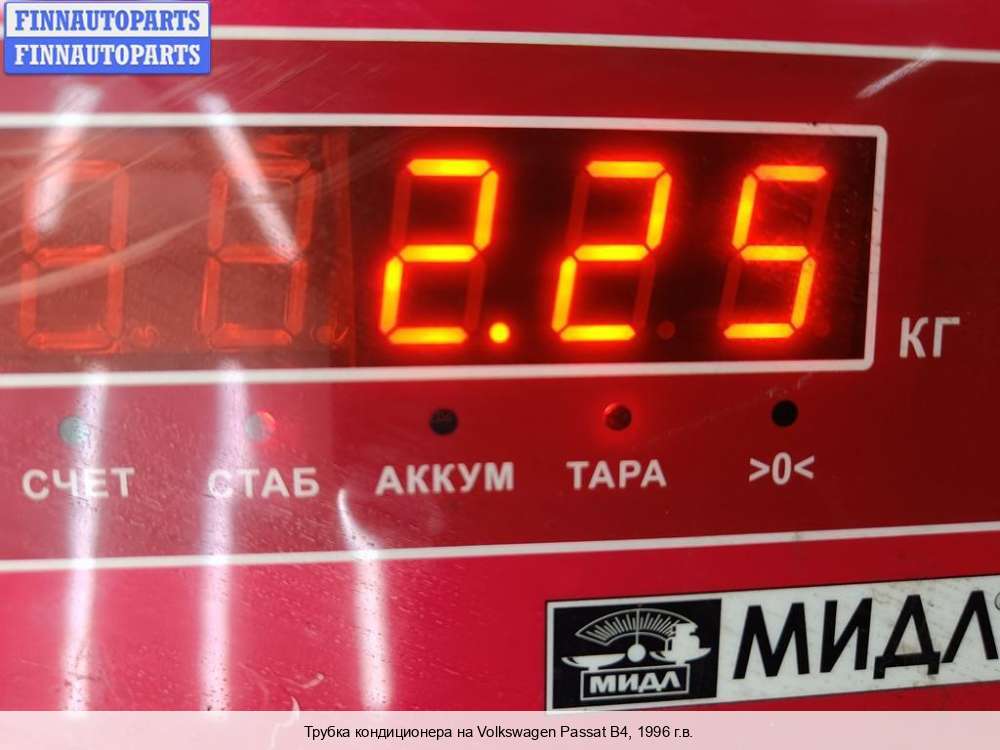 FINNAUTOPARTS
FINNAUTOPARTS
2.25
КГ
СЧЕТ СТАБ АККУМ ТАРА >0<
МИДЛ МИДЛ
Трубка кондиционера на Volkswagen Passat B4, 1996 г.в.